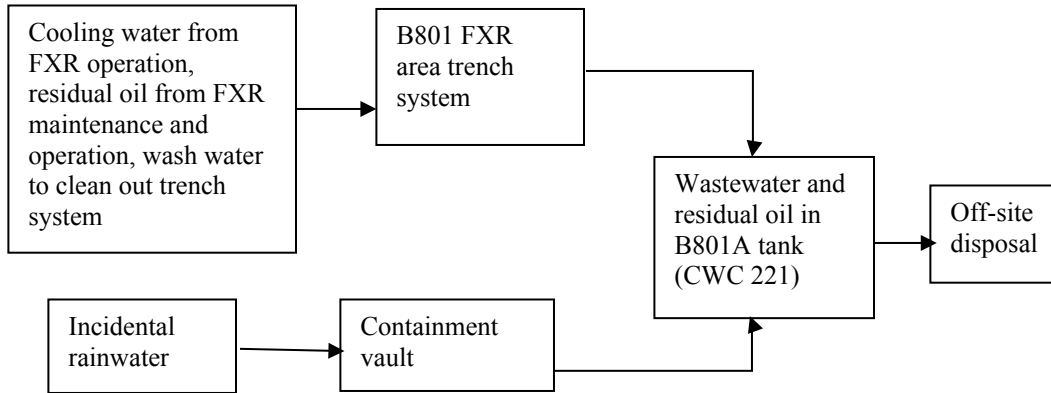 Cooling water from
FXR operation,
residual oil from FXR
maintenance and
operation, wash water
to clean out trench
system
B801 FXR
area trench
system
Wastewater and
residual oil in
B801A tank
(CWC 221)
Off-site
disposal
Incidental
rainwater
Containment
vault